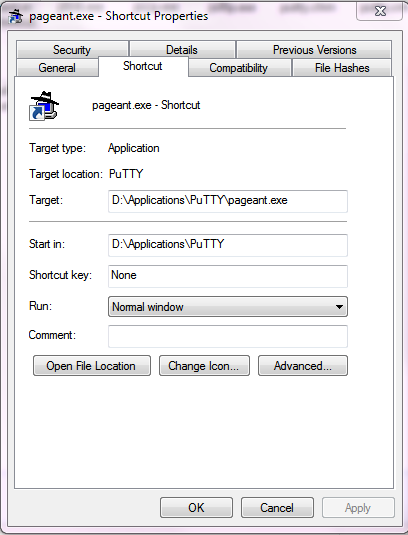 pageant.exe - Shortcut Properties
Security Details Previous Versions
General Shortcut Compatibility File Hashes
pageant.exe - Shortcut
Target type: Application
Target location: PuTTY
Target: D:\Applications\PuTTY\pageant.exe
Start in: D:\Applications\PuTTY
Shortcut key: None
Run: Normal window
Comment:
Open File Location Change Icon... Advanced...
OK Cancel Apply